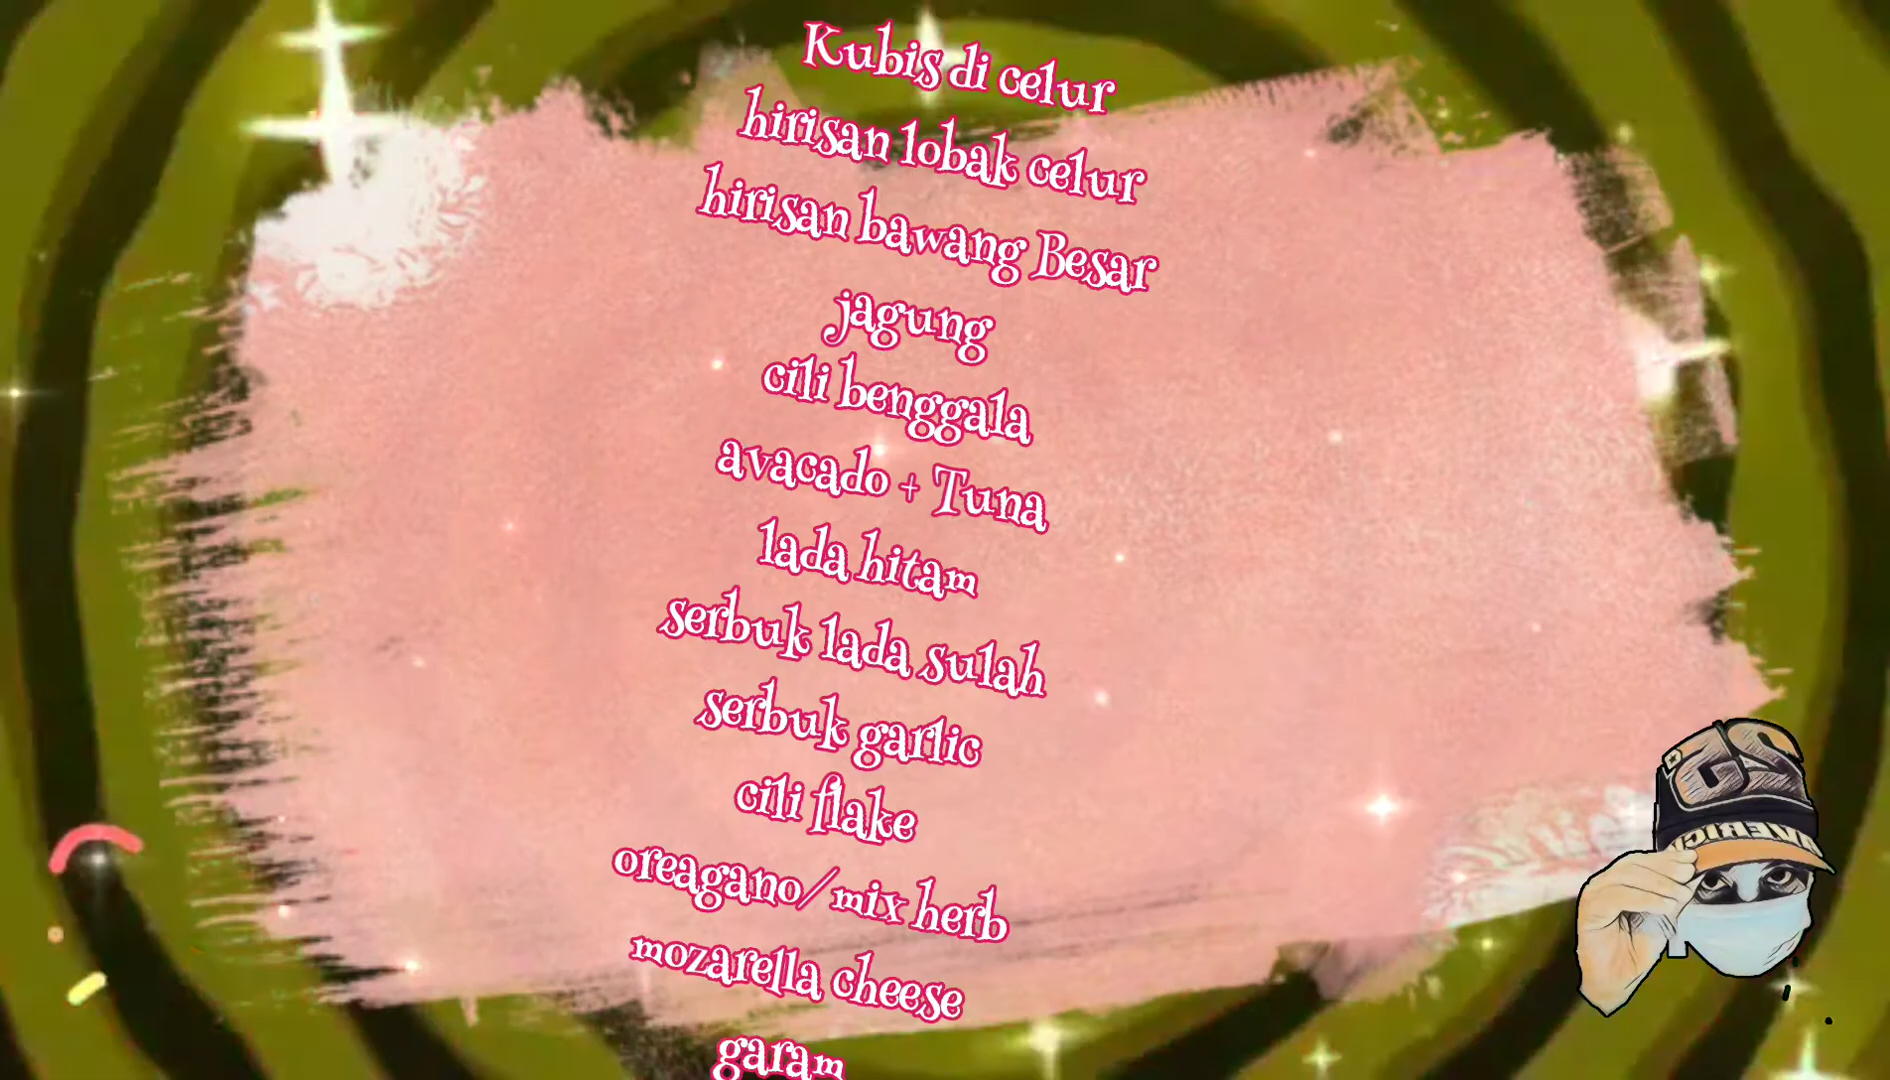 Kubis di celur
hirisan lobak celur
hirisan bawang Besar
jagung
cili benggala
avacado + Tuna
lada hitam
serbuk lada sulah
serbuk garlic
cili flake
oreagano/ mix herb
mozarella cheese
garam